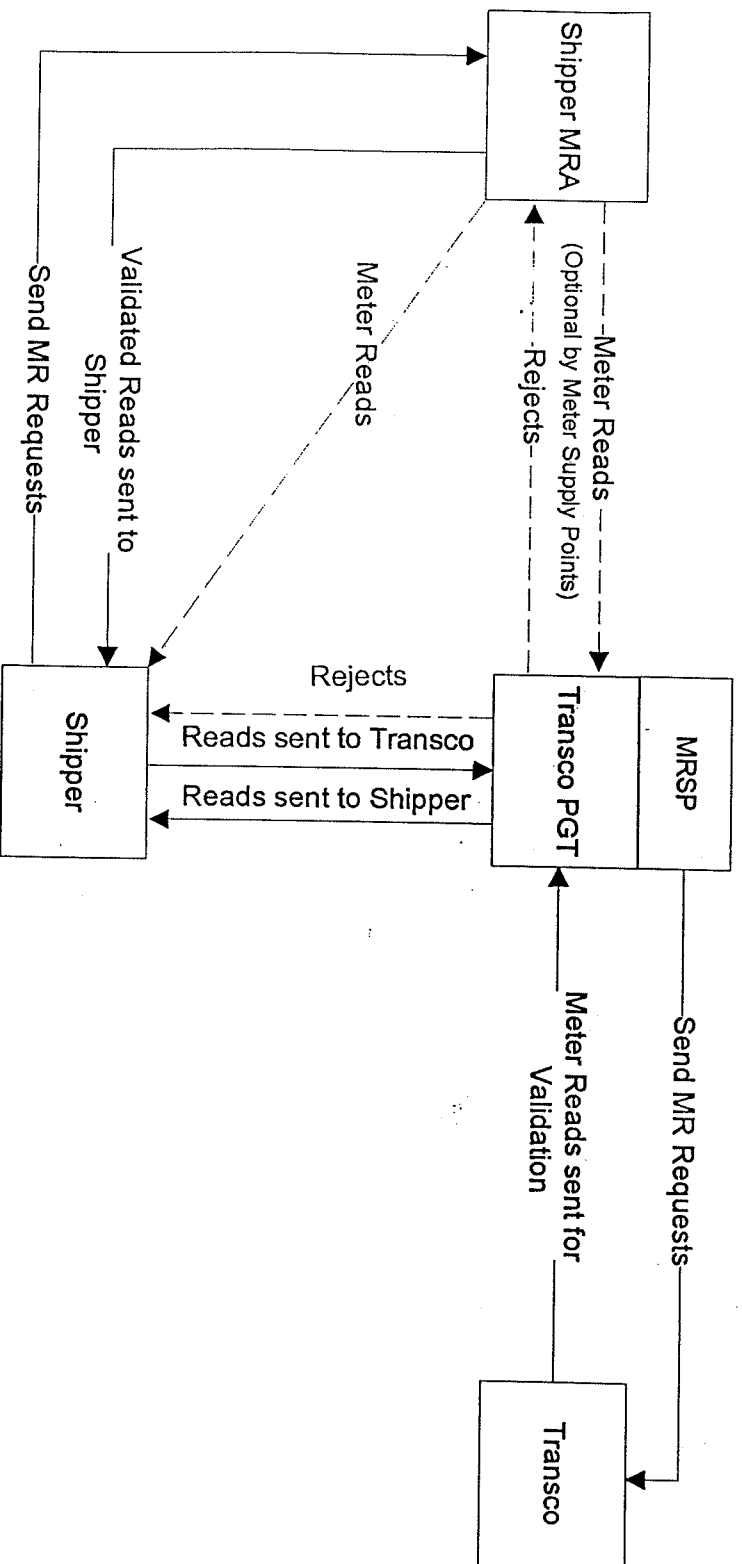 Shipper MRA
Meter Reads
(Optional by Meter Supply Points)
Rejects
MRSP
Transco PGT
Send MR Requests
Meter Reads sent for
Validation
Transco
Meter Reads
Validated Reads sent to
Shipper
Send MR Requests
Rejects
Reads sent to Transco
Reads sent to Shipper
Shipper